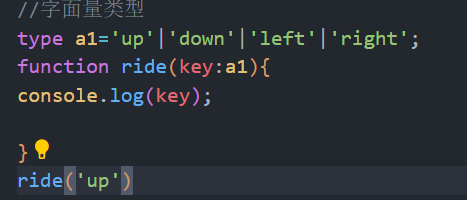 //字面量类型
type a1='up'|'down'|'left'|'right';
function ride(key:a1){
console.log(key);
}
ride('up')